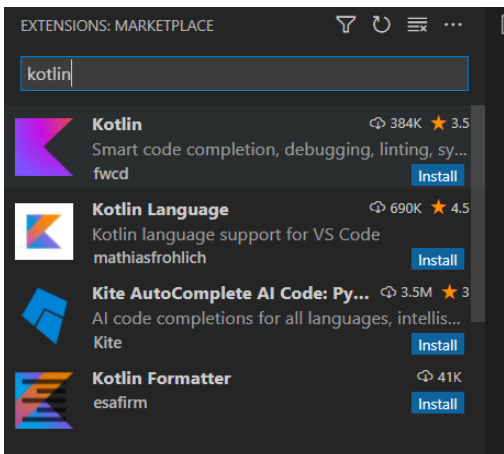 EXTENSIONS: MARKETPLACE
kotlin
Kotlin 384K 3.5
Smart code completion, debugging, linting, sy...
fwcd Install
Kotlin Language 690K 4.5
Kotlin language support for VS Code
mathiasfrohlich Install
Kite AutoComplete AI Code: Py... 3.5M 3
AI code completions for all languages, intellis...
Kite Install
Kotlin Formatter 41K
esafirm Install